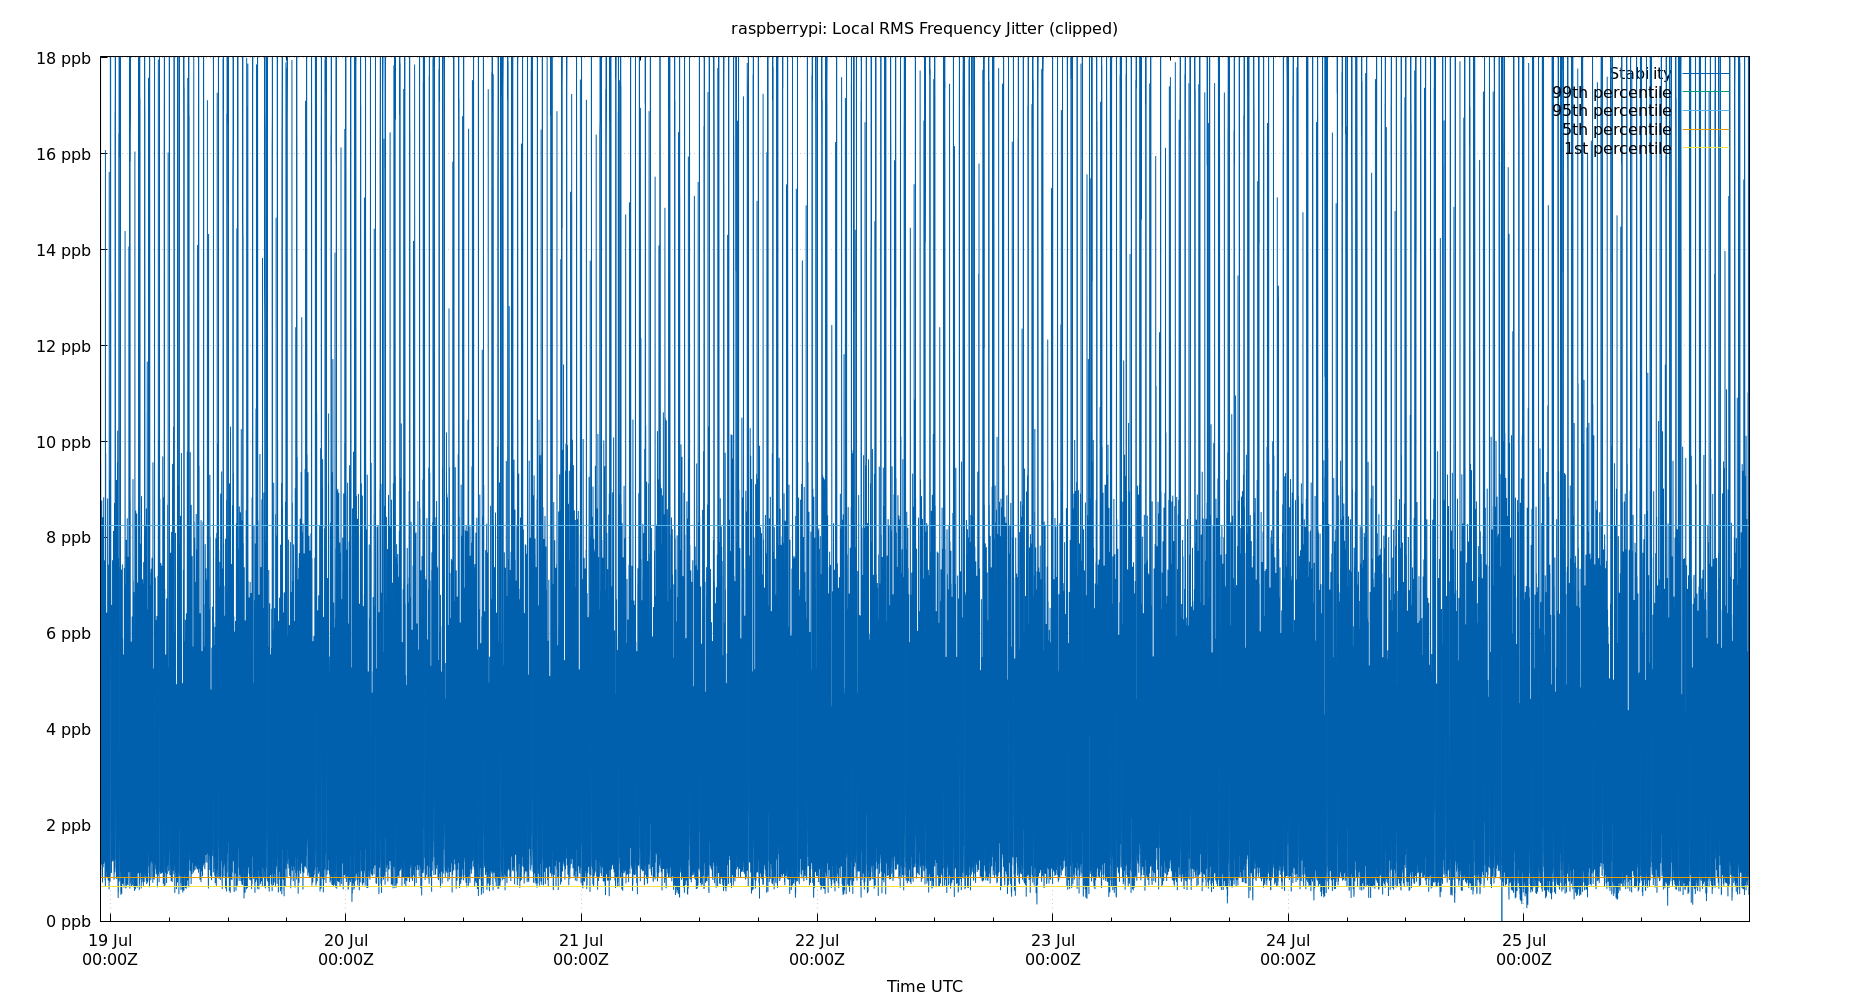 raspberrypi: Local RMS Frequency Jitter (clipped)
18 ppb
16 ppb
14 ppb
12 ppb
10 ppb
8 ppb
6 ppb
4 ppb
2 ppb
0 ppb
Stability
99th percentile
95th percentile
5th percentile
1st percentile
19 Jul 20 Jul 21 Jul 22 Jul 23 Jul 24 Jul 25 Jul
00:00Z 00:00Z 00:00Z 00:00Z 00:00Z 00:00Z 00:00Z
Time UTC